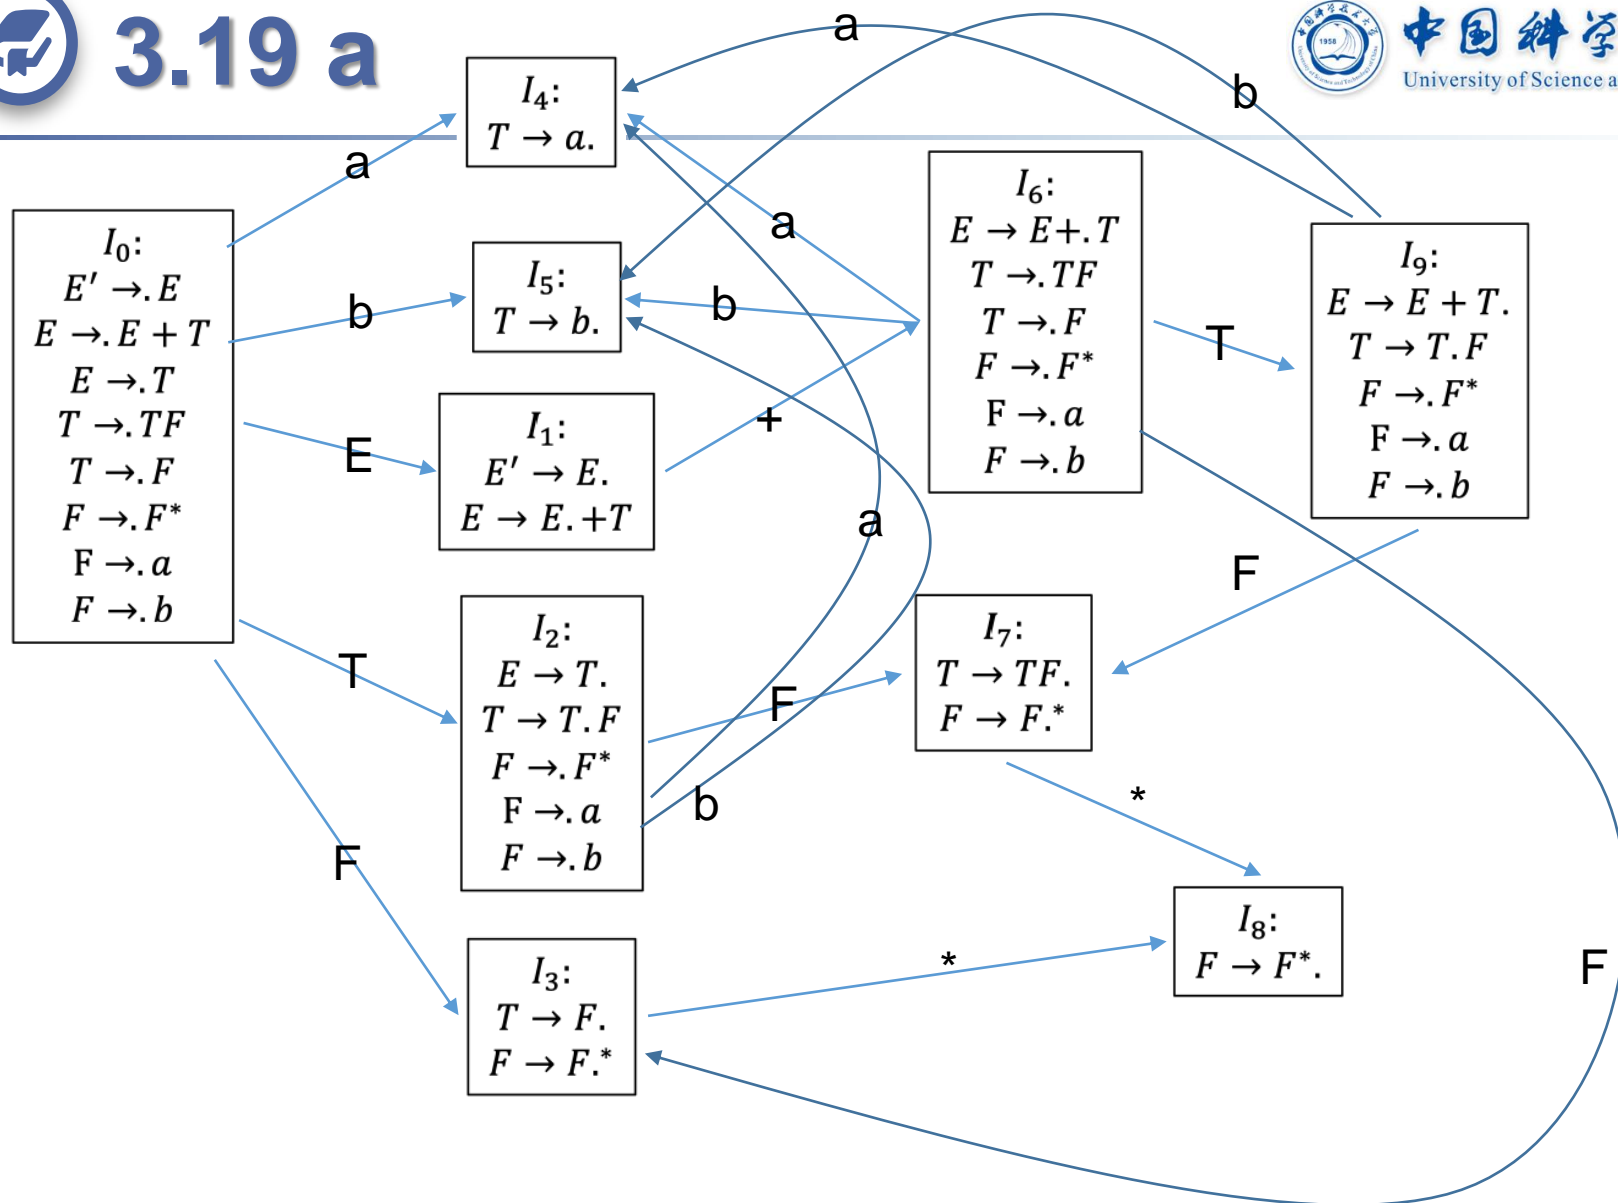 3.19 a
1958
中国科学
University of Science a
I₀:
E′ →. E
E →. E + T
E →. T
T →. TF
T →. F
F →. F*
F →. a
F →. b
a
b
E
T
F
I₄:
T → a.
I₅:
T → b.
I₁:
E′ → E.
E → E. +T
I₂:
E → T.
T → T. F
F →. F*
F →. a
F →. b
I₃:
T → F.
F → F.*
a
b
a
b
+
a
F
b
*
I₆:
E → E+. T
T →. TF
T →. F
F →. F*
F →. a
F →. b
T
I₇:
T → TF.
F → F.*
F
*
I₉:
E → E + T.
T → T. F
F →. F*
F →. a
F →. b
I₈:
F → F*.
F